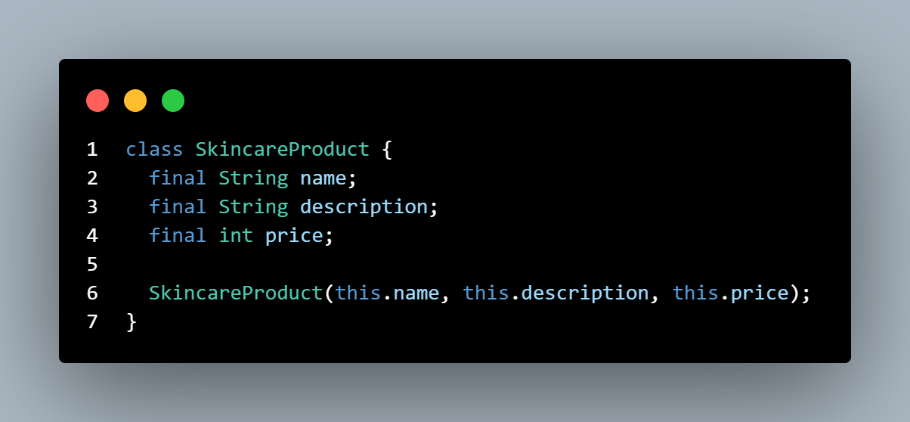 1 class SkincareProduct {
2   final String name;
3   final String description;
4   final int price;
5
6   SkincareProduct(this.name, this.description, this.price);
7 }